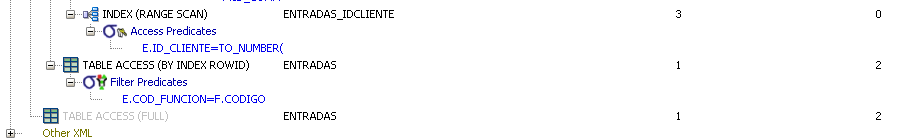 INDEX (RANGE SCAN) ENTRADAS_IDCLIENTE 3 0
Access Predicates
E.ID_CLIENTE=TO_NUMBER(
TABLE ACCESS (BY INDEX ROWID) ENTRADAS 1 2
Filter Predicates
E.COD_FUNCION=F.CODIGO
TABLE ACCESS (FULL) ENTRADAS 1 2
Other XML